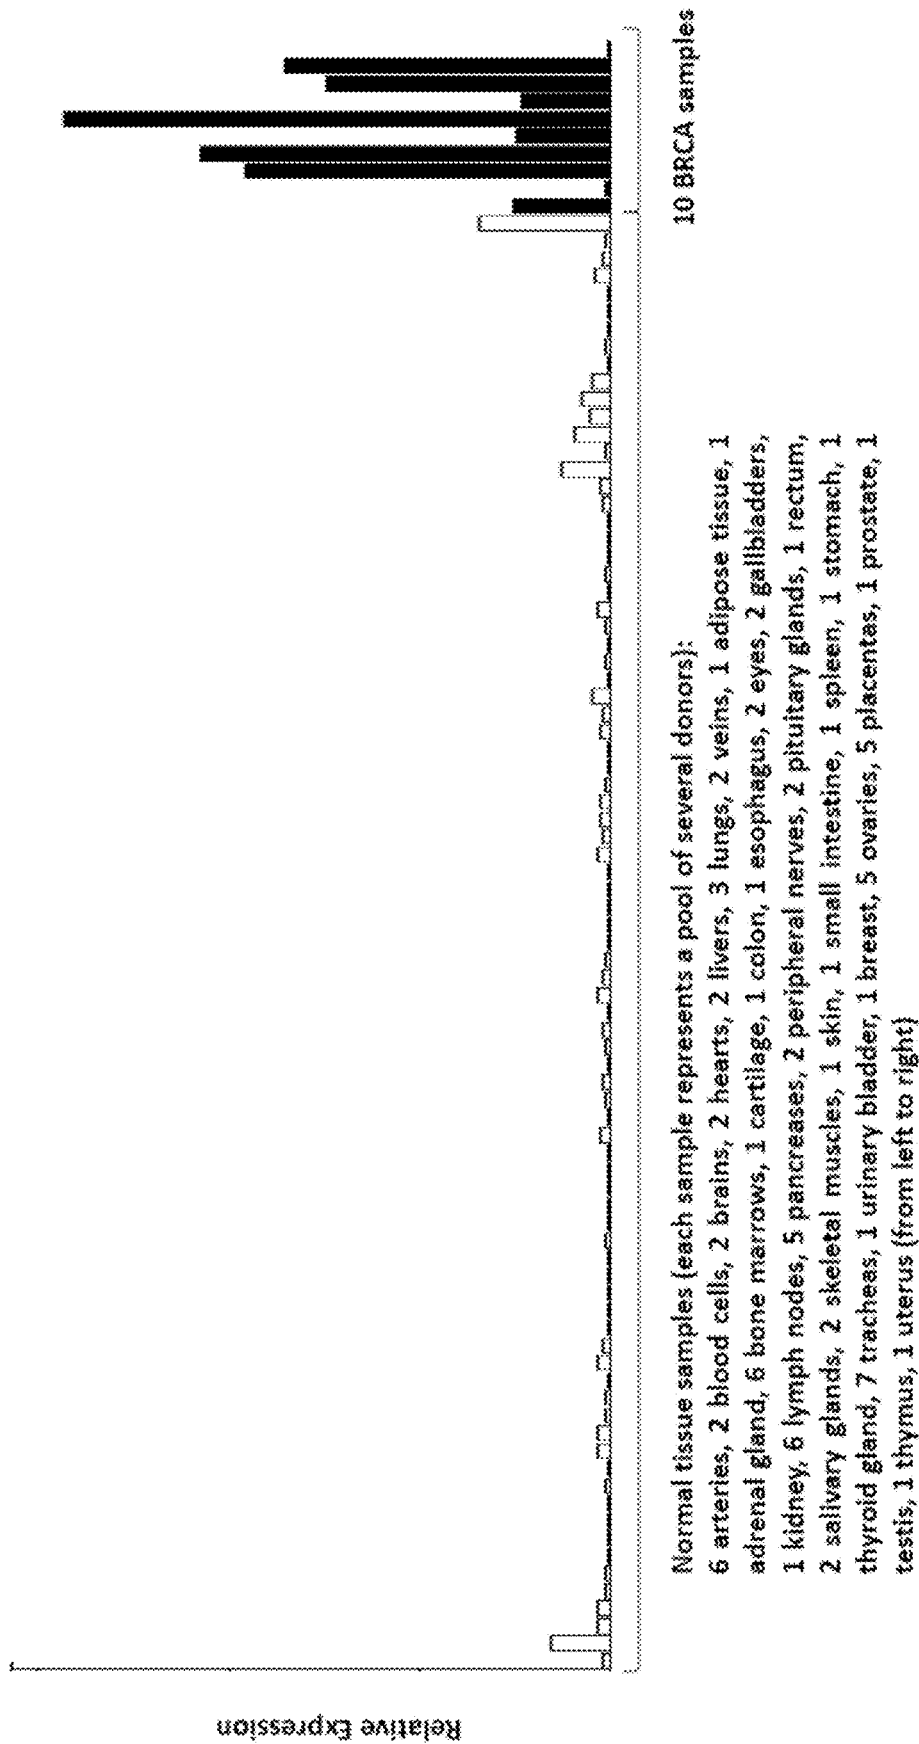 Relative Expression
10 BRCA samples
Normal tissue samples (each sample represents a pool of several donors):
6 arteries, 2 blood cells, 2 brains, 2 hearts, 2 livers, 3 lungs, 2 veins, 1 adipose tissue, 1
adrenal gland, 6 bone marrows, 1 cartilage, 1 colon, 1 esophagus, 2 eyes, 2 gallbladders,
1 kidney, 6 lymph nodes, 5 pancreases, 2 peripheral nerves, 2 pituitary glands, 1 rectum,
2 salivary glands, 2 skeletal muscles, 1 skin, 1 small intestine, 1 spleen, 1 stomach, 1
thyroid gland, 7 tracheas, 1 urinary bladder, 1 breast, 5 ovaries, 5 placentas, 1 prostate, 1
testis, 1 thymus, 1 uterus (from left to right)